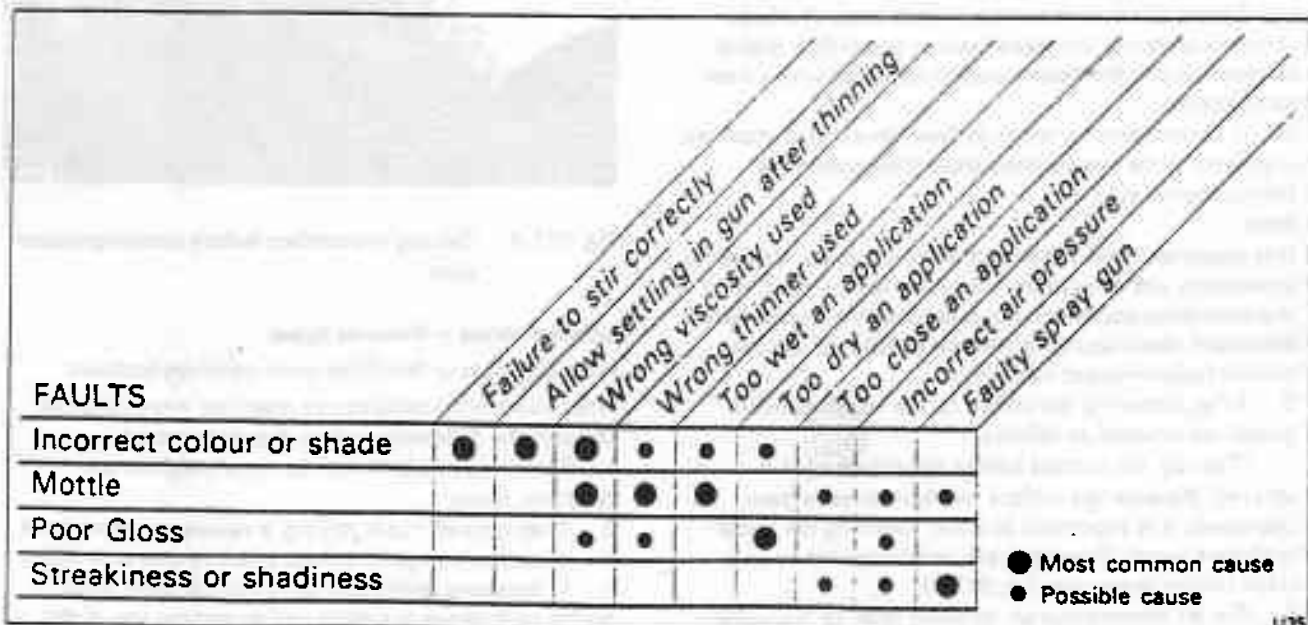 Failure to stir correctly
Allow settling in gun after thinning
Wrong viscosity used
Wrong thinner used
Too wet an application
Too dry an application
Too close an application
Incorrect air pressure
Faulty spray gun
FAULTS
Incorrect colour or shade
Mottle
Poor Gloss
Streakiness or shadiness
Most common cause
Possible cause